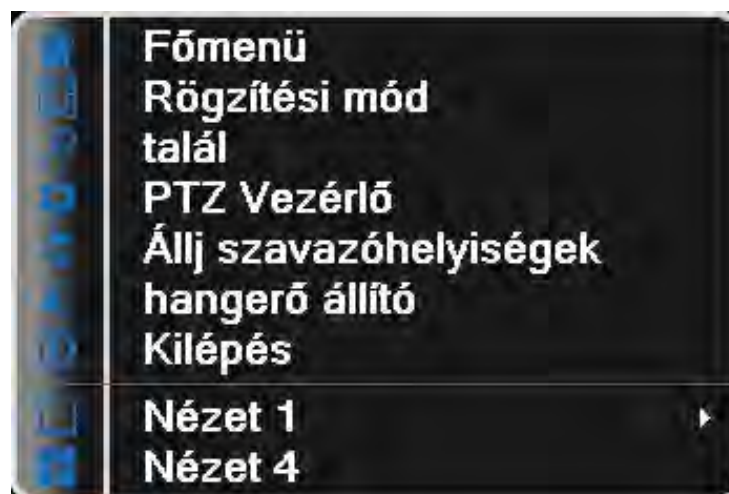 Főmenü
Rögzítési mód
talál
PTZ Vezérlő
Állj szavazóhelyiségek
hangerő állító
Kilépés
Nézet 1
Nézet 4